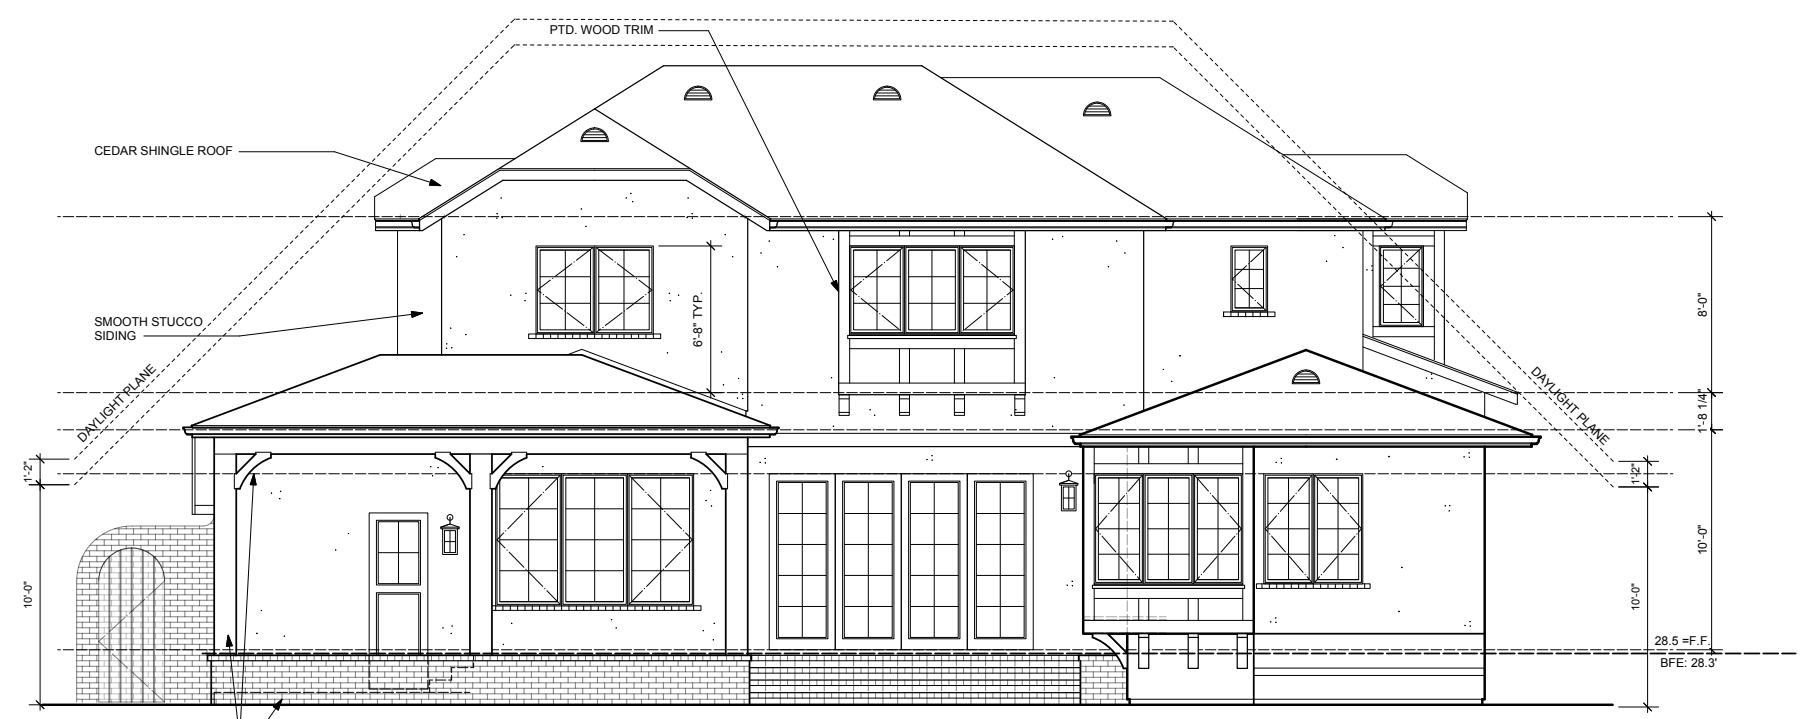 PTD. WOOD TRIM
CEDAR SHINGLE ROOF
SMOOTH STUCCO
SIDING
6'-8" TYP.
8'-0"
DAYLIGHT PLANE
DAYLIGHT PLANE
1'-8 1/4"
1'-2"
1'-2"
10'-0"
10'-0"
10'-0"
28.5 =F.F.
BFE: 28.3'